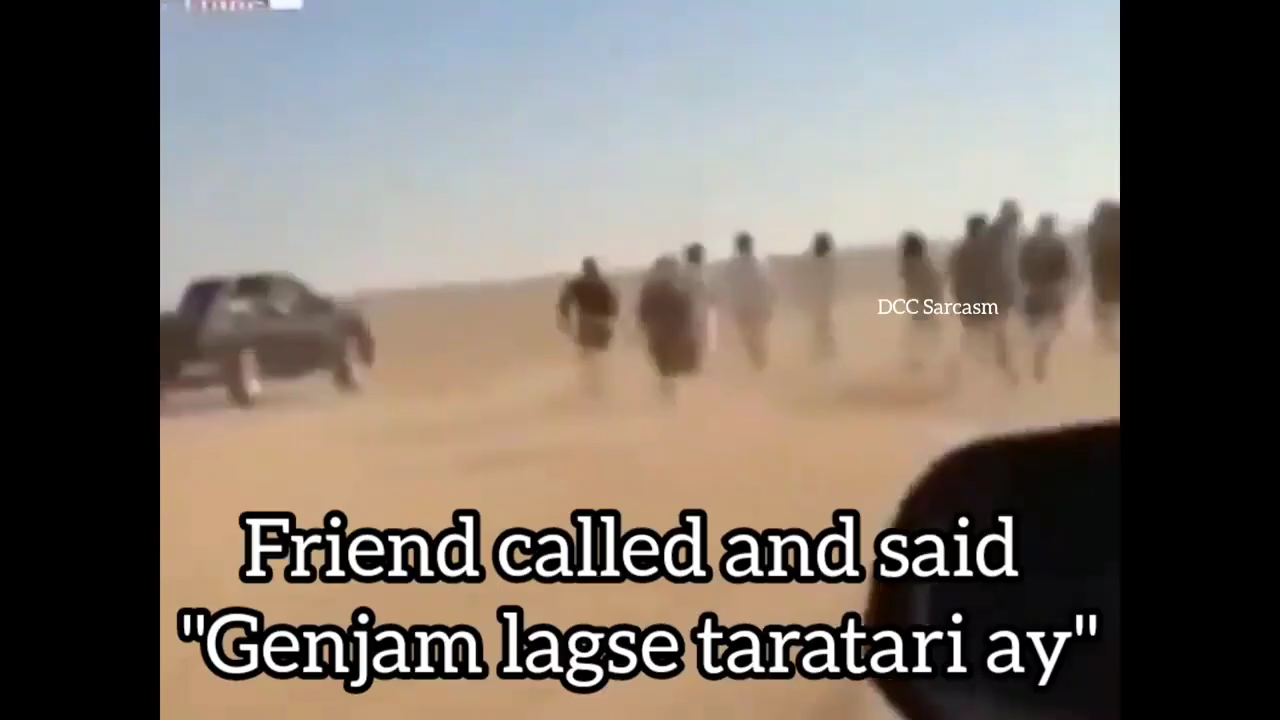 DCC Sarcasm
Friend called and said
"Genjam lagse taratari ay"